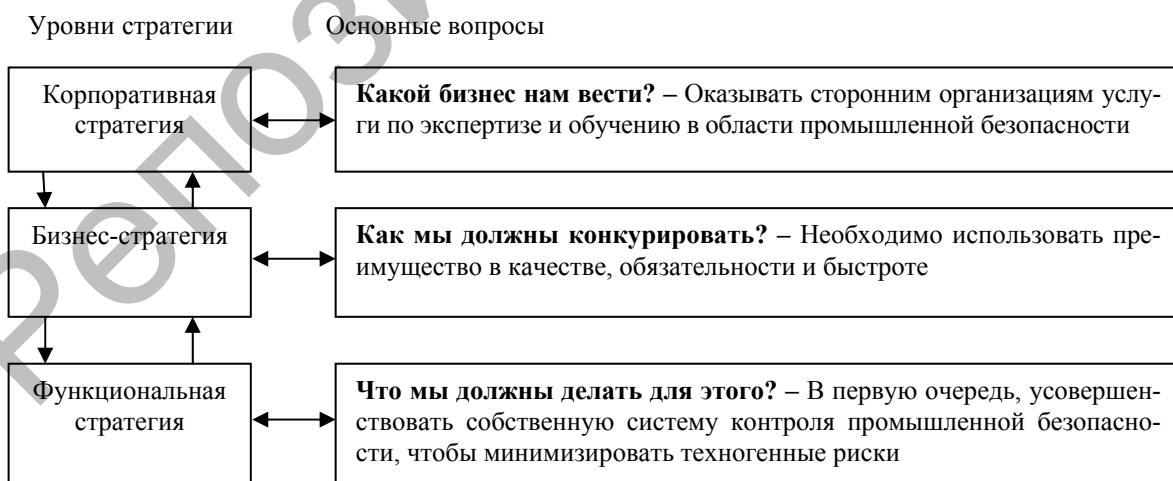 Уровни стратегии Основные вопросы
Корпоративная
стратегия
Какой бизнес нам вести? – Оказывать сторонним организациям услу-
ги по экспертизе и обучению в области промышленной безопасности
Бизнес-стратегия
Как мы должны конкурировать? – Необходимо использовать пре-
имущество в качестве, обязательности и быстроте
Функциональная
стратегия
Что мы должны делать для этого? – В первую очередь, усовершен-
ствовать собственную систему контроля промышленной безопасно-
сти, чтобы минимизировать техногенные риски
Репози